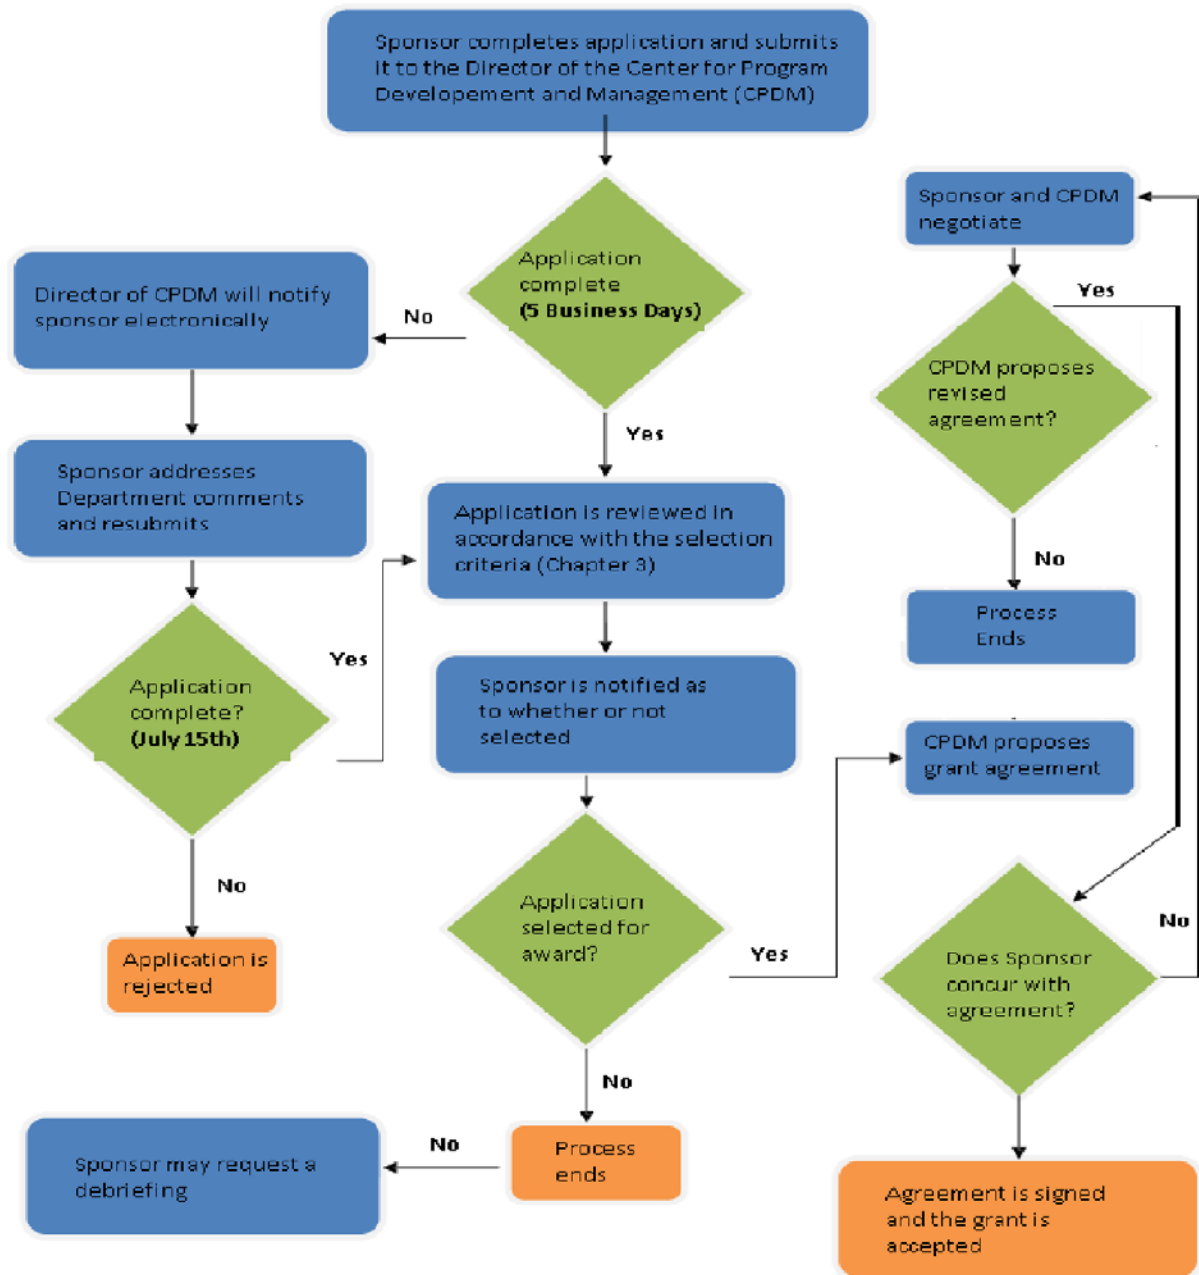 Sponsor completes application and submits
it to the Director of the Center for Program
Developement and Management (CPDM)
Application
complete
(5 Business Days)
No
Director of CPDM will notify
sponsor electronically
Yes
Sponsor addresses
Department comments
and resubmits
Application is reviewed in
accordance with the selection
criteria (Chapter 3)
Application
complete?
(July 15th)
Yes
No
Application is
rejected
Sponsor is notified as
to whether or not
selected
Application
selected for
award?
Yes
No
Process
ends
No
Sponsor may request a
debriefing
Sponsor and CPDM
negotiate
Yes
CPDM proposes
revised
agreement?
No
Process
Ends
CPDM proposes
grant agreement
No
Does Sponsor
concur with
agreement?
Agreement is signed
and the grant is
accepted